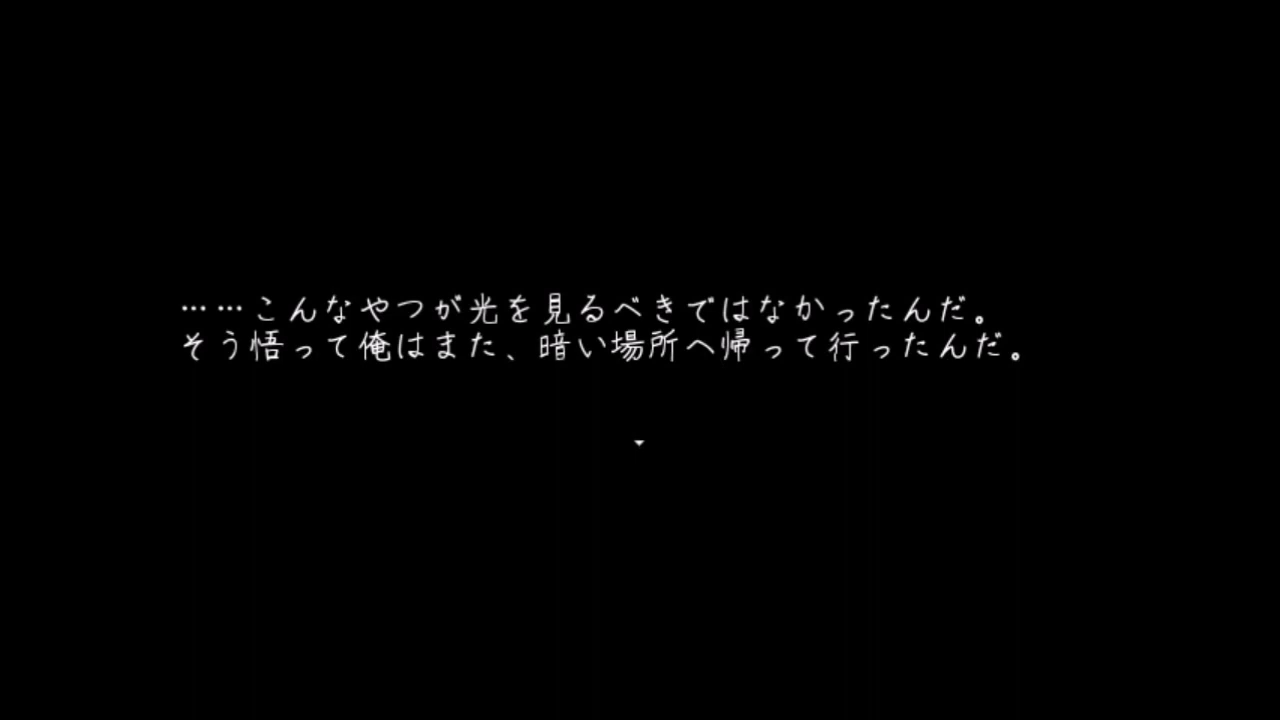 ……こんなやつが光を見るべきではなかったんだ。
そう悟って俺はまた、暗い場所へ帰って行ったんだ。